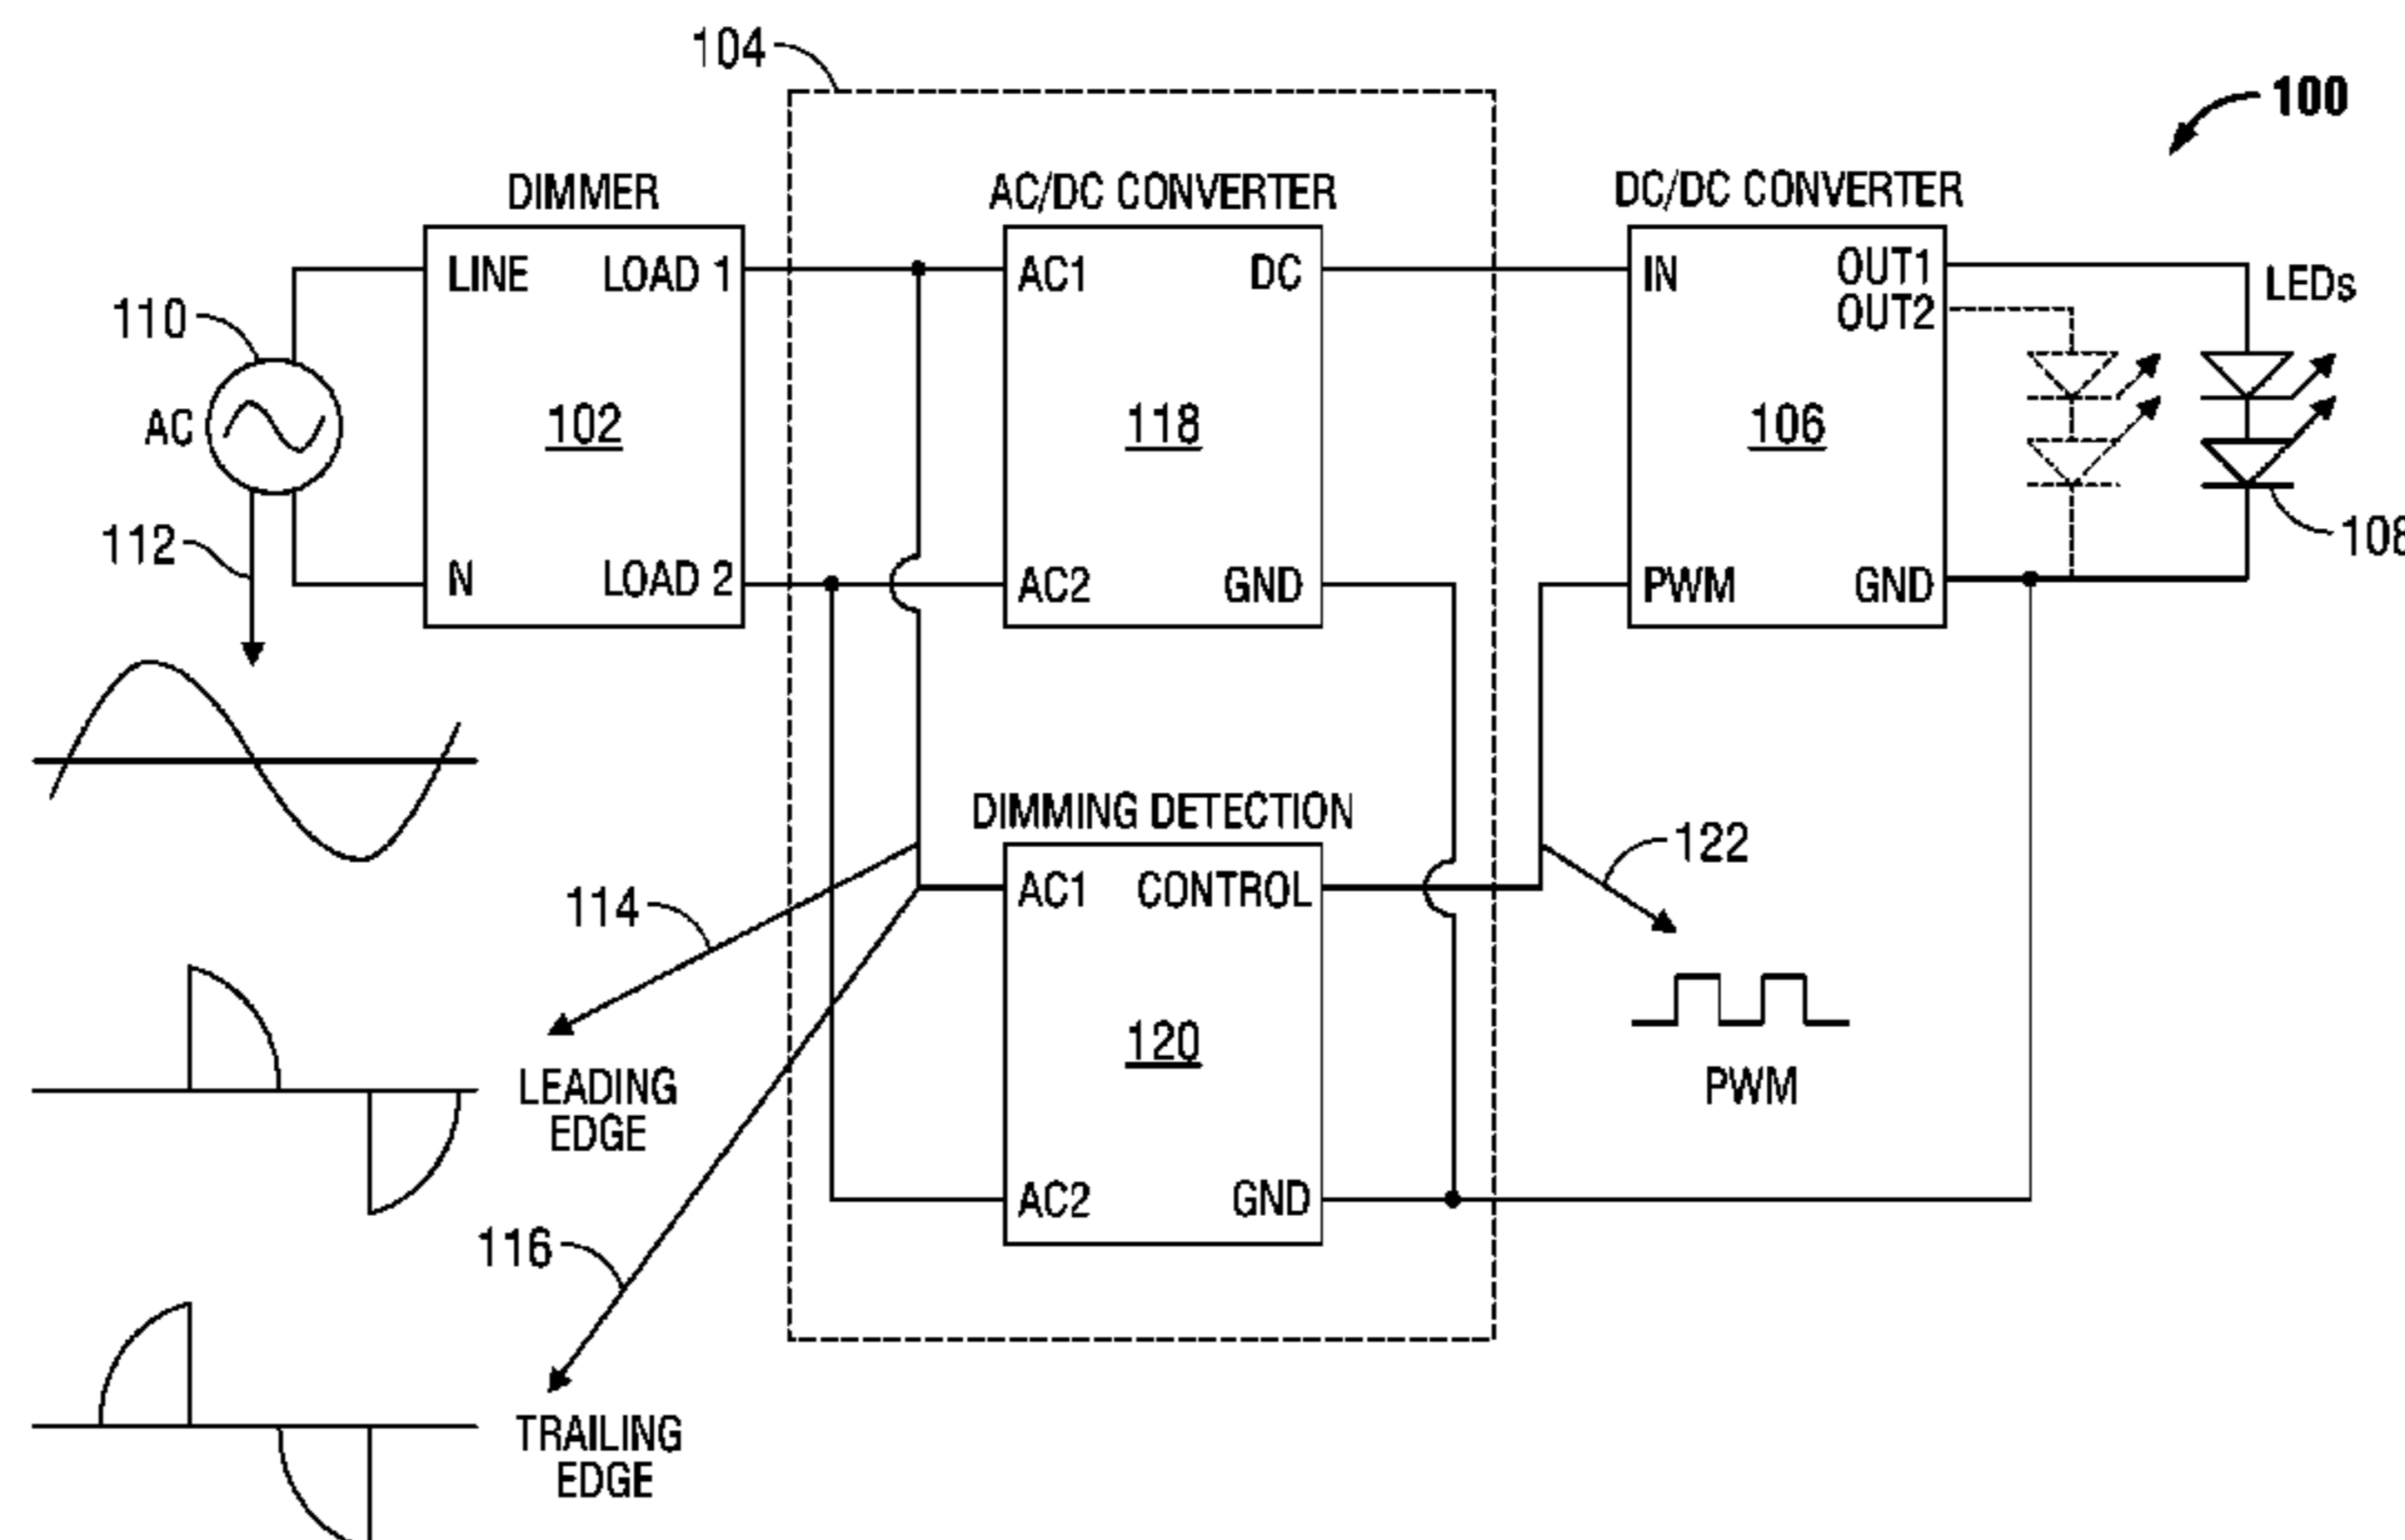 104
100
DIMMER
AC/DC CONVERTER
DC/DC CONVERTER
LINE
LOAD 1
AC1
DC
IN
OUT1
OUT2
LEDs
110
AC
102
118
106
112
108
N
LOAD 2
AC2
GND
PWM
GND
DIMMING DETECTION
122
114
AC1
CONTROL
120
LEADING
EDGE
PWM
116
AC2
GND
TRAILING
EDGE